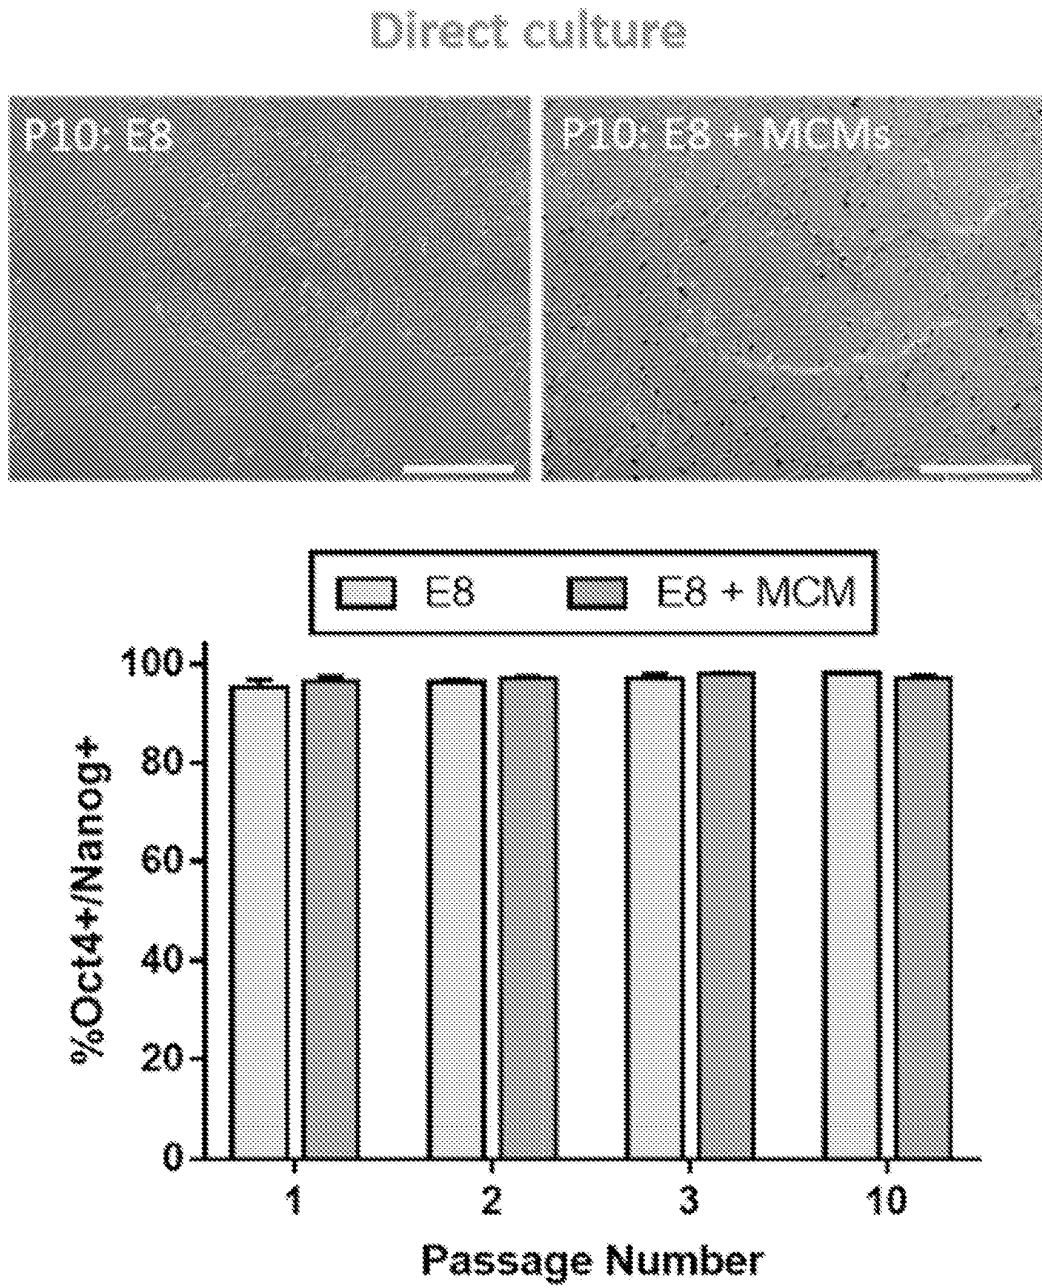 Direct culture
P10: E8
P10: E8 + MCMs
E8
E8 + MCM
%Oct4+/Nanog+
100
80
60
40
20
0
1
2
3
10
Passage Number